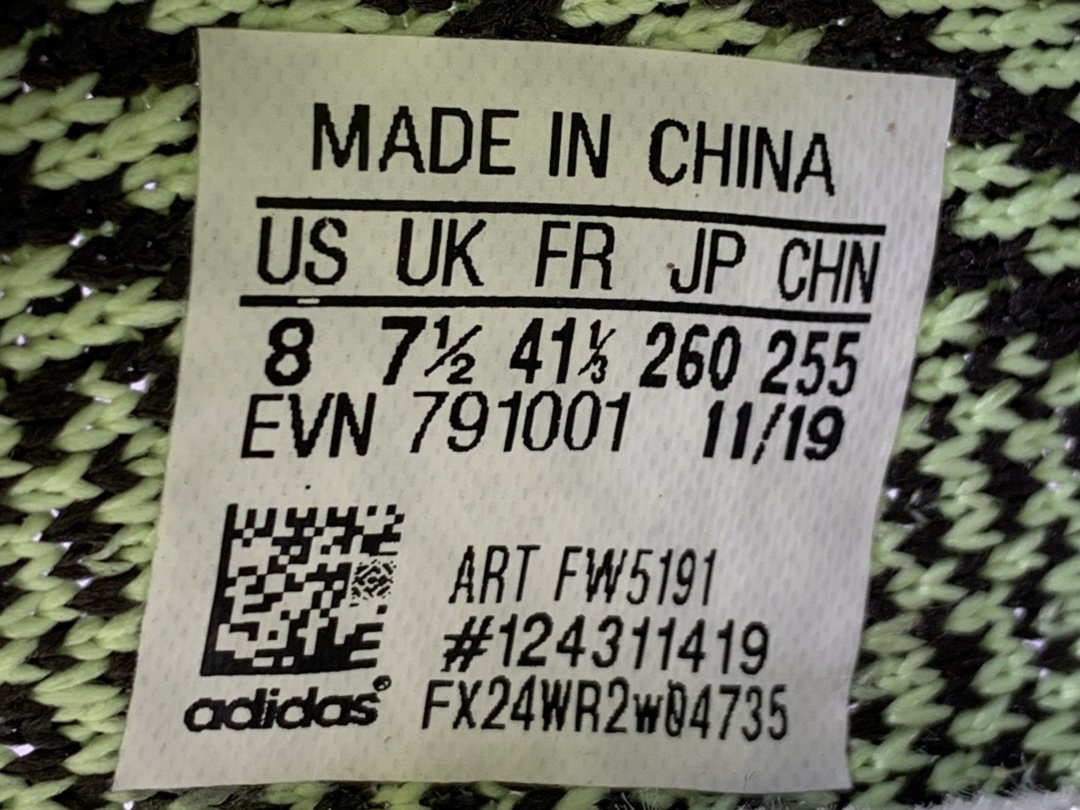 MADE IN CHINA
US UK FR JP CHN
8 7½ 41⅓ 260 255
EVN 791001 11/19
ART FW5191
#124311419
adidas®
FX24WR2w04735